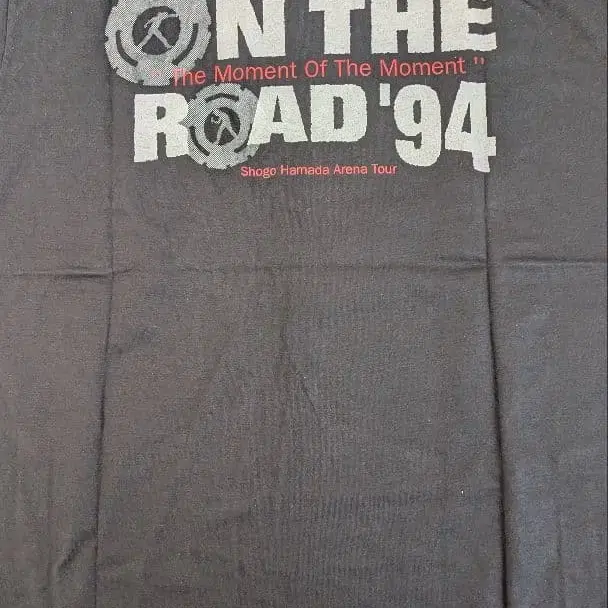 ON THE
" The Moment Of The Moment "
ROAD '94
Shogo Hamada Arena Tour